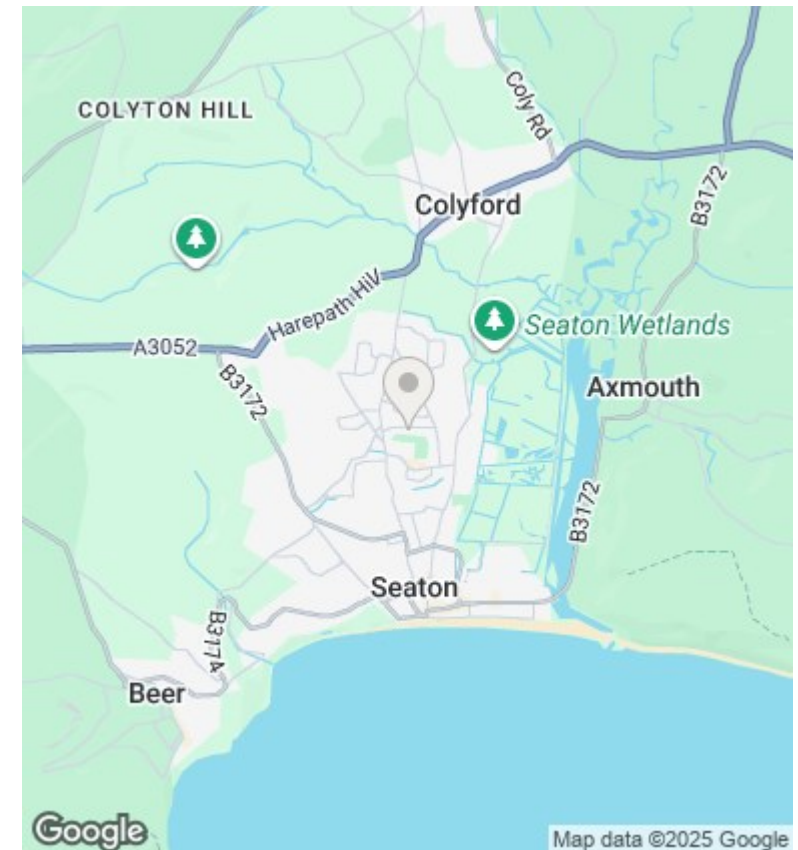 COLYTON HILL
Coly Rd
Colyford
B3172
Harepath Hill
Seaton Wetlands
A3052
B3172
Axmouth
B3172
Seaton
B3174
Beer
Google
Map data ©2025 Google